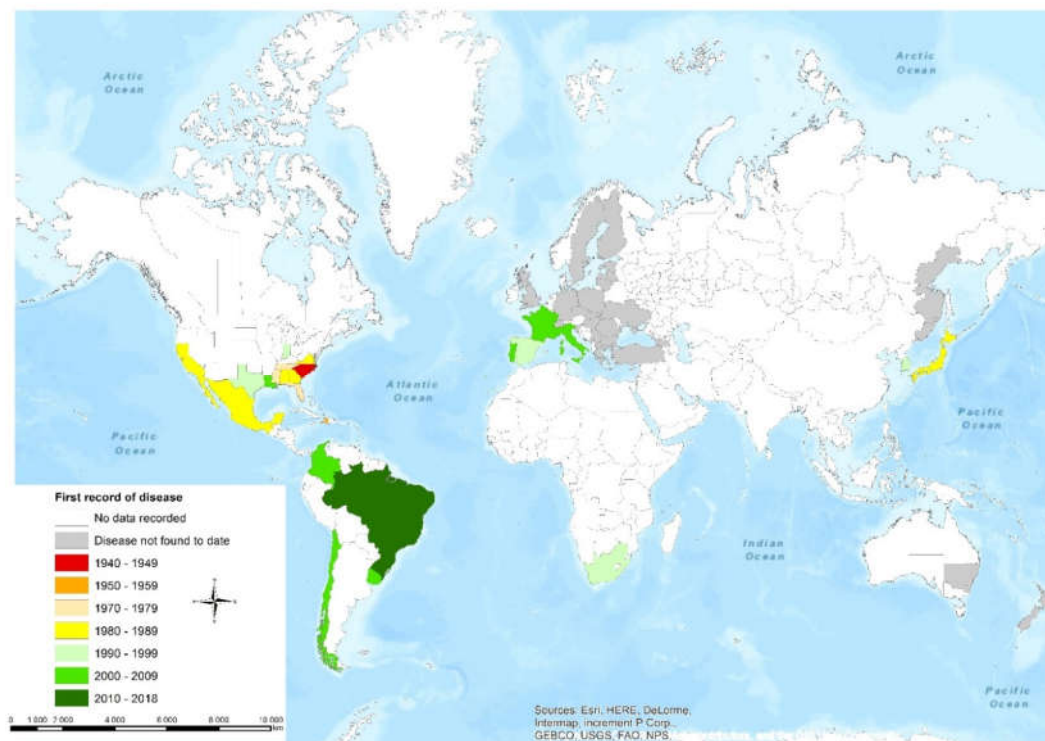 Arctic
Ocean
Arctic
Ocean
Atlantic
Ocean
Pacific
Ocean
Pacific
Ocean
Indian
Ocean
Pacific
Ocean
First record of disease
No data recorded
Disease not found to date
1940 - 1949
1950 - 1959
1970 - 1979
1980 - 1989
1990 - 1999
2000 - 2009
2010 - 2018
0 1 000 2 000 4 000 6 000 8 000 10 000
km
Sources: Esri, HERE, DeLorme,
Intermap, increment P Corp.,
GEBCO, USGS, FAO, NPS,